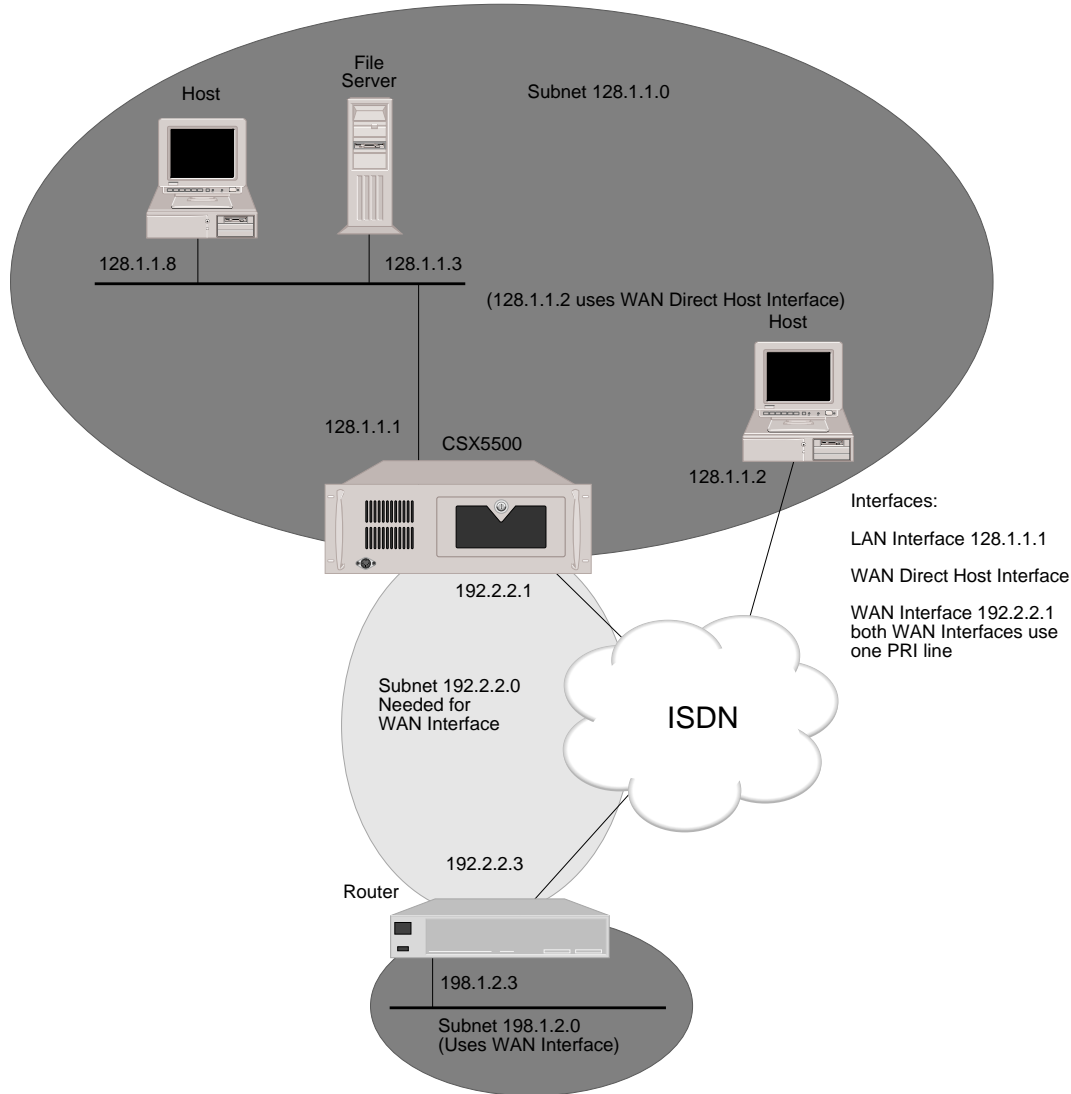 File
Server
Host
Subnet 128.1.1.0
128.1.1.8
128.1.1.3
(128.1.1.2 uses WAN Direct Host Interface)
Host
128.1.1.1
CSX5500
128.1.1.2
Interfaces:
LAN Interface 128.1.1.1
WAN Direct Host Interface
WAN Interface 192.2.2.1
both WAN Interfaces use
one PRI line
192.2.2.1
Subnet 192.2.2.0
Needed for
WAN Interface
ISDN
192.2.2.3
Router
198.1.2.3
Subnet 198.1.2.0
(Uses WAN Interface)